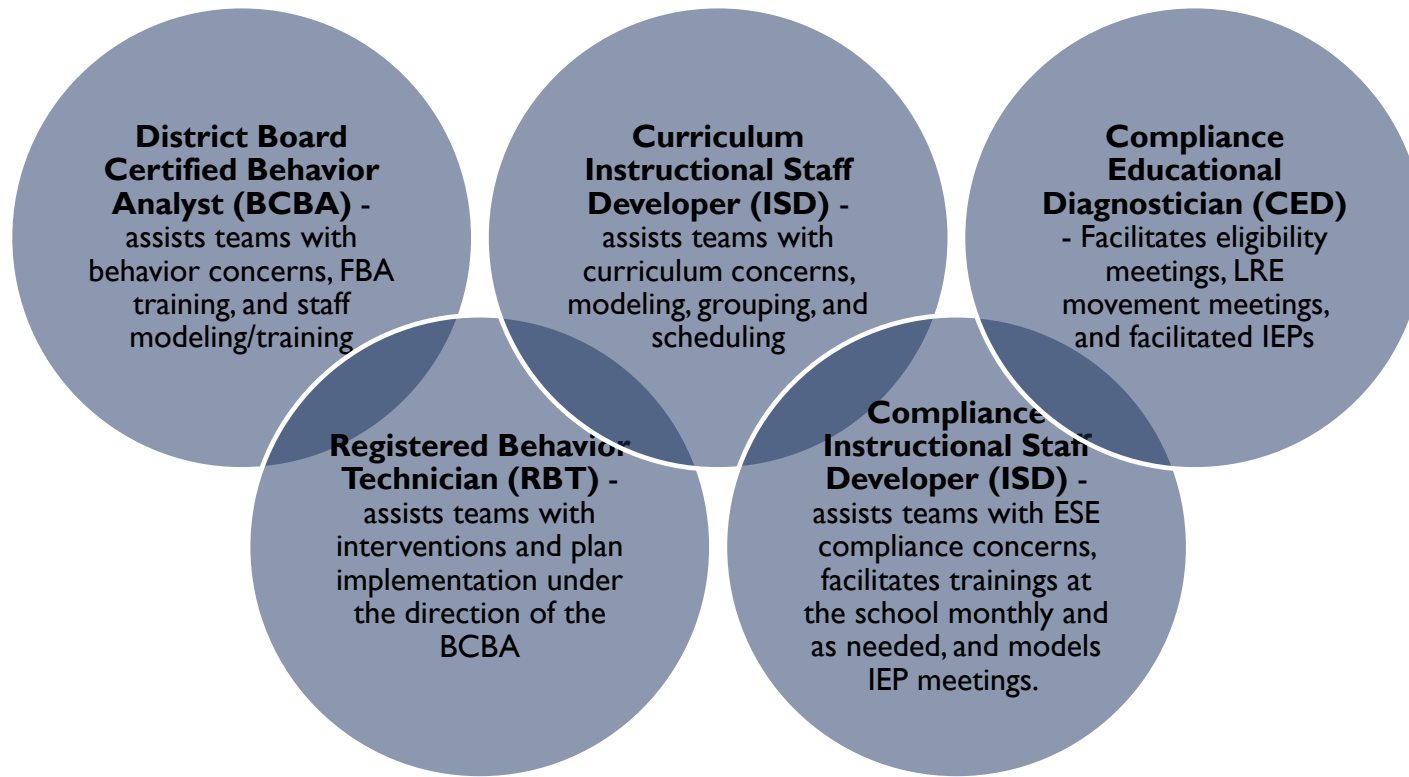 District Board
Certified Behavior
Analyst (BCBA) -
assists teams with
behavior concerns, FBA
training, and staff
modeling/training
Curriculum
Instructional Staff
Developer (ISD) -
assists teams with
curriculum concerns,
modeling, grouping, and
scheduling
Compliance
Educational
Diagnostician (CED)
- Facilitates eligibility
meetings, LRE
movement meetings,
and facilitated IEPs
Registered Behavior
Technician (RBT) -
assists teams with
interventions and plan
implementation under
the direction of the
BCBA
Compliance
Instructional Staff
Developer (ISD) -
assists teams with ESE
compliance concerns,
facilitates trainings at
the school monthly and
as needed, and models
IEP meetings.